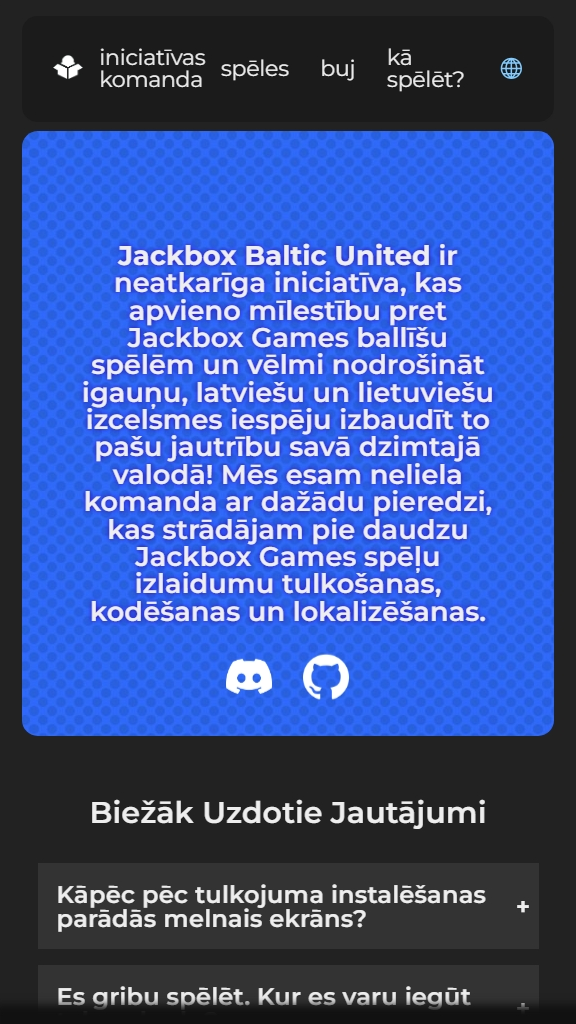 iniciatīvas
komanda
spēles
buj
kā
spēlēt?
Jackbox Baltic United ir
neatkarīga iniciatīva, kas
apvieno mīlestību pret
Jackbox Games ballīšu
spēlēm un vēlmi nodrošināt
igauņu, latviešu un lietuviešu
izcelsmes iespēju izbaudīt to
pašu jautrību savā dzimtajā
valodā! Mēs esam neliela
komanda ar dažādu pieredzi,
kas strādājam pie daudzu
Jackbox Games spēļu
izlaidumu tulkošanas,
kodēšanas un lokalizēšanas.
Biežāk Uzdotie Jautājumi
Kāpēc pēc tulkojuma instalēšanas
parādās melnais ekrāns?
+
Es gribu spēlēt. Kur es varu iegūt
+